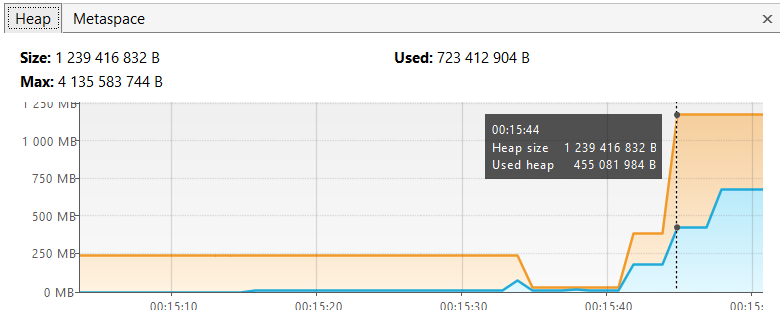 Heap Metaspace ×
Size: 1 239 416 832 B Used: 723 412 904 B
Max: 4 135 583 744 B
1 250 MB
1 000 MB
750 MB
500 MB
250 MB
0 MB
00:15:44
Heap size 1 239 416 832 B
Used heap 455 081 984 B
00:15:10 00:15:20 00:15:30 00:15:40 00:15: